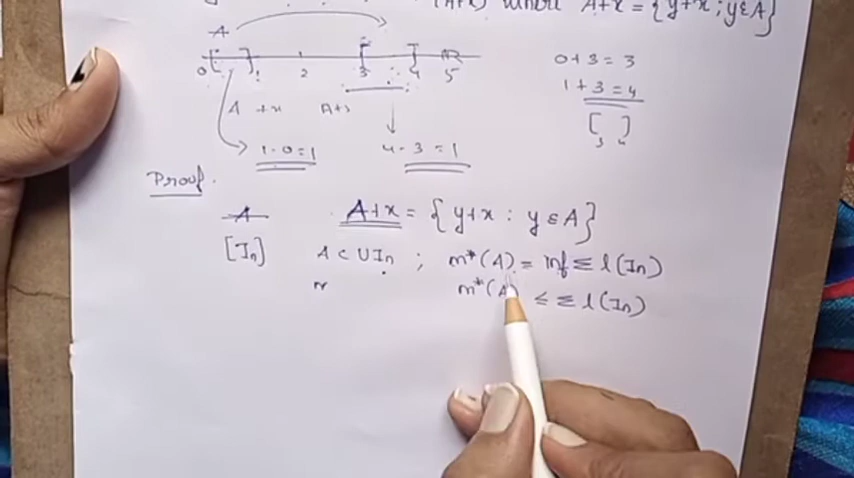 (A+x) where A+x = {y+x ; y∈A}
A
0 [ ] 1 2 3 4 5
A +x A+x
0+3 = 3
1+3 = 4
[ ]
3 4
1-0=1 4-3=1
Proof.
A A+x = {y+x : y∈A}
[In] A ⊂ UIn ; m*(A) = inf Σ l(In)
m*(A) ≤ Σ l(In)